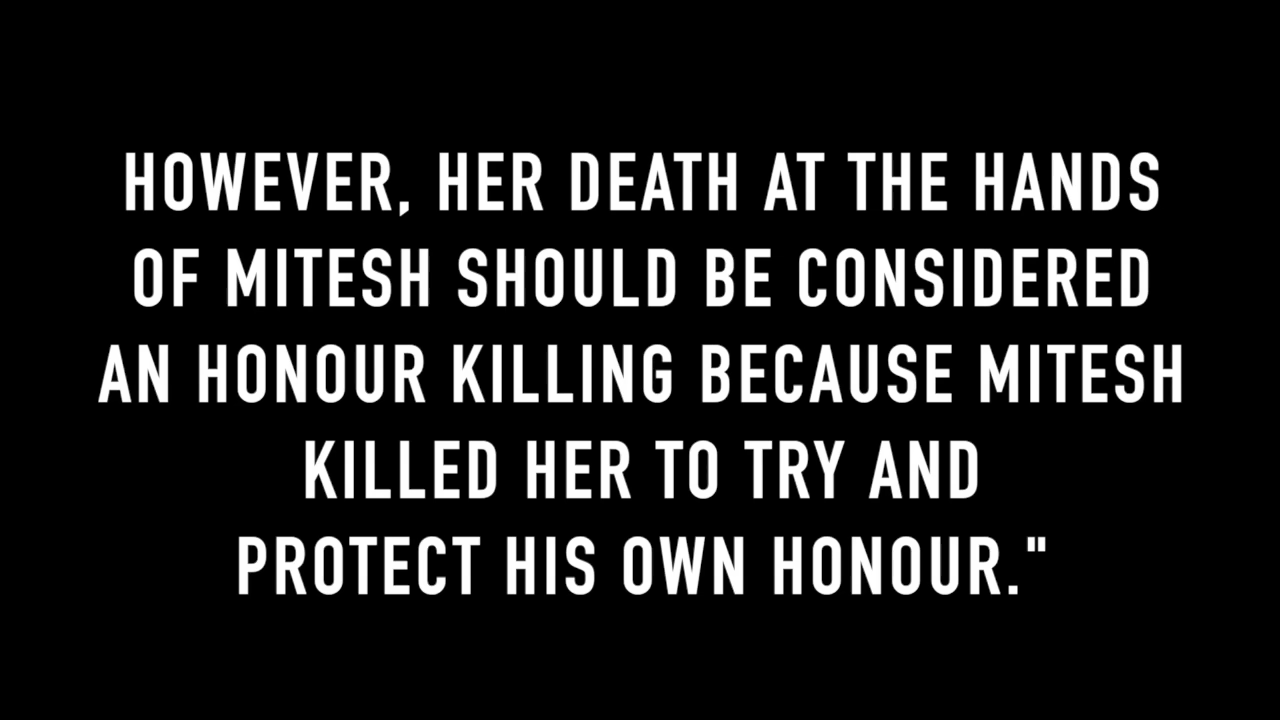 HOWEVER, HER DEATH AT THE HANDS
OF MITESH SHOULD BE CONSIDERED
AN HONOUR KILLING BECAUSE MITESH
KILLED HER TO TRY AND
PROTECT HIS OWN HONOUR."